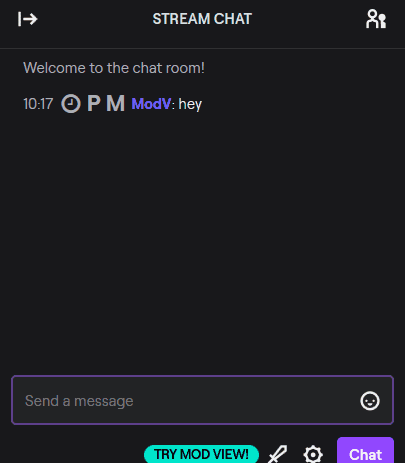 STREAM CHAT
Welcome to the chat room!
10:17 P M ModV: hey
Send a message
TRY MOD VIEW!
Chat